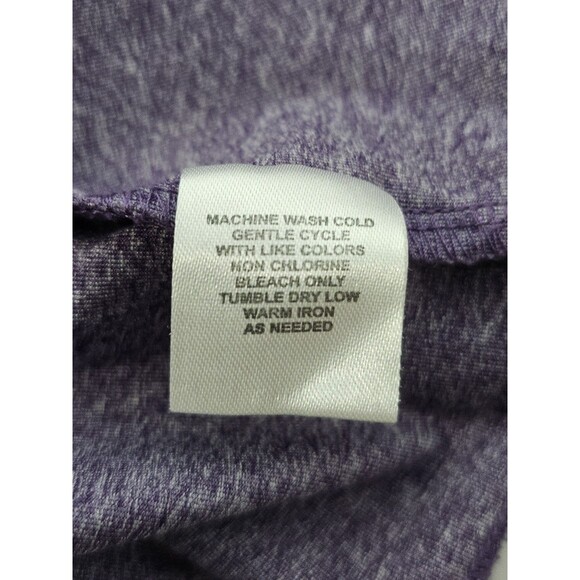 MACHINE WASH COLD
GENTLE CYCLE
WITH LIKE COLORS
NON CHLORINE
BLEACH ONLY
TUMBLE DRY LOW
WARM IRON
AS NEEDED